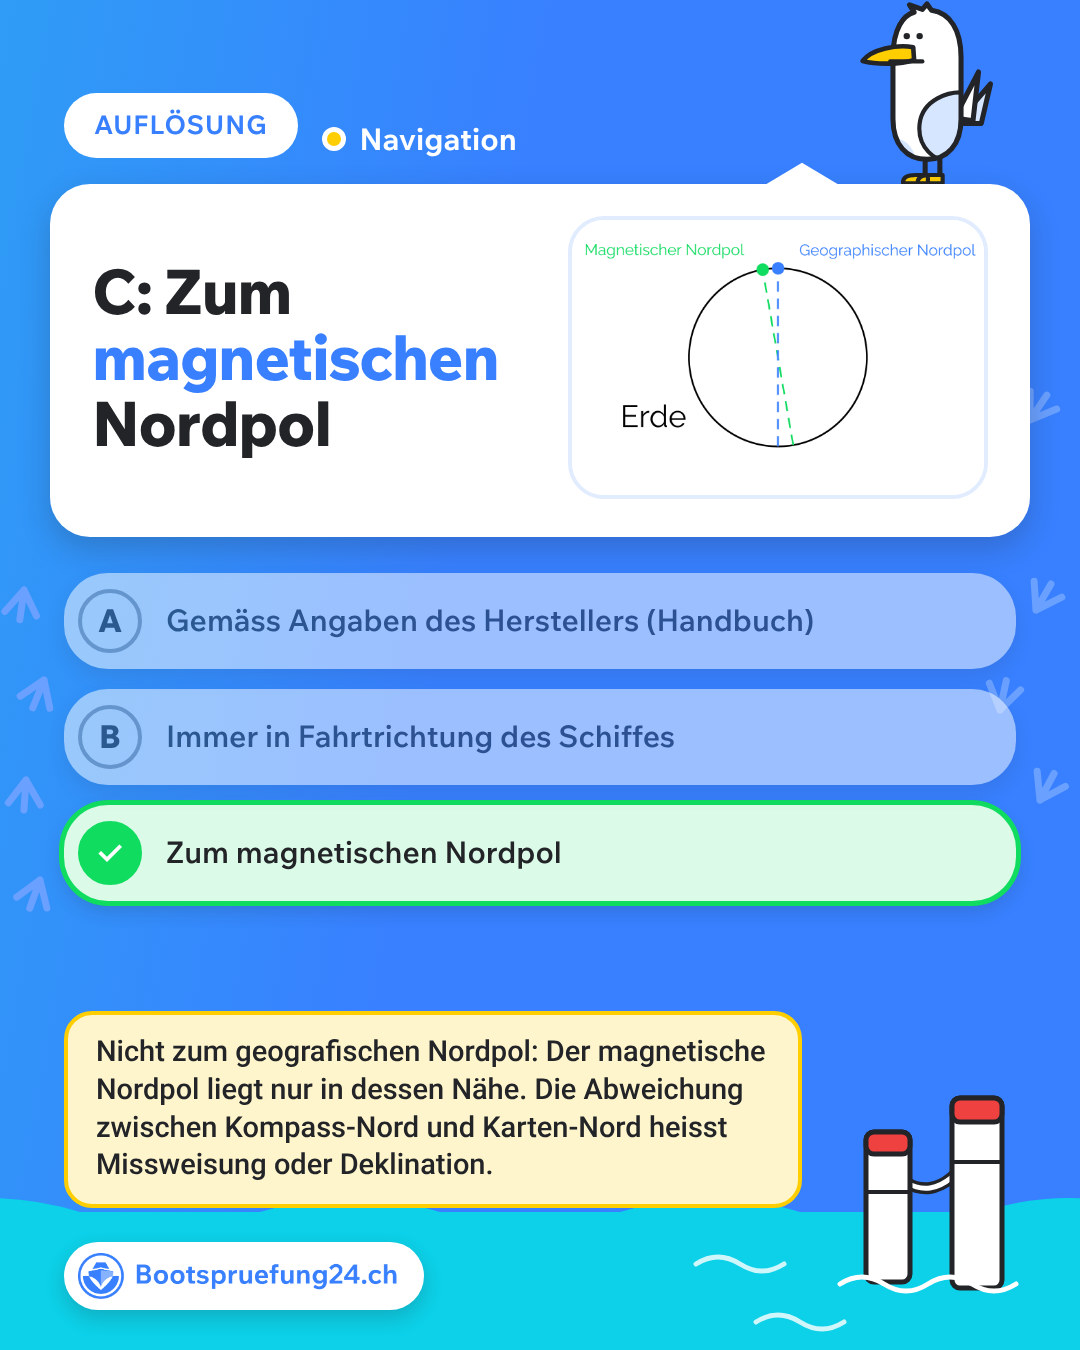 AUFLÖSUNG
Navigation
C: Zum
magnetischen
Nordpol
Magnetischer Nordpol
Geographischer Nordpol
Erde
A
Gemäss Angaben des Herstellers (Handbuch)
B
Immer in Fahrtrichtung des Schiffes
Zum magnetischen Nordpol
Nicht zum geografischen Nordpol: Der magnetische
Nordpol liegt nur in dessen Nähe. Die Abweichung
zwischen Kompass-Nord und Karten-Nord heisst
Missweisung oder Deklination.
Bootspruefung24.ch